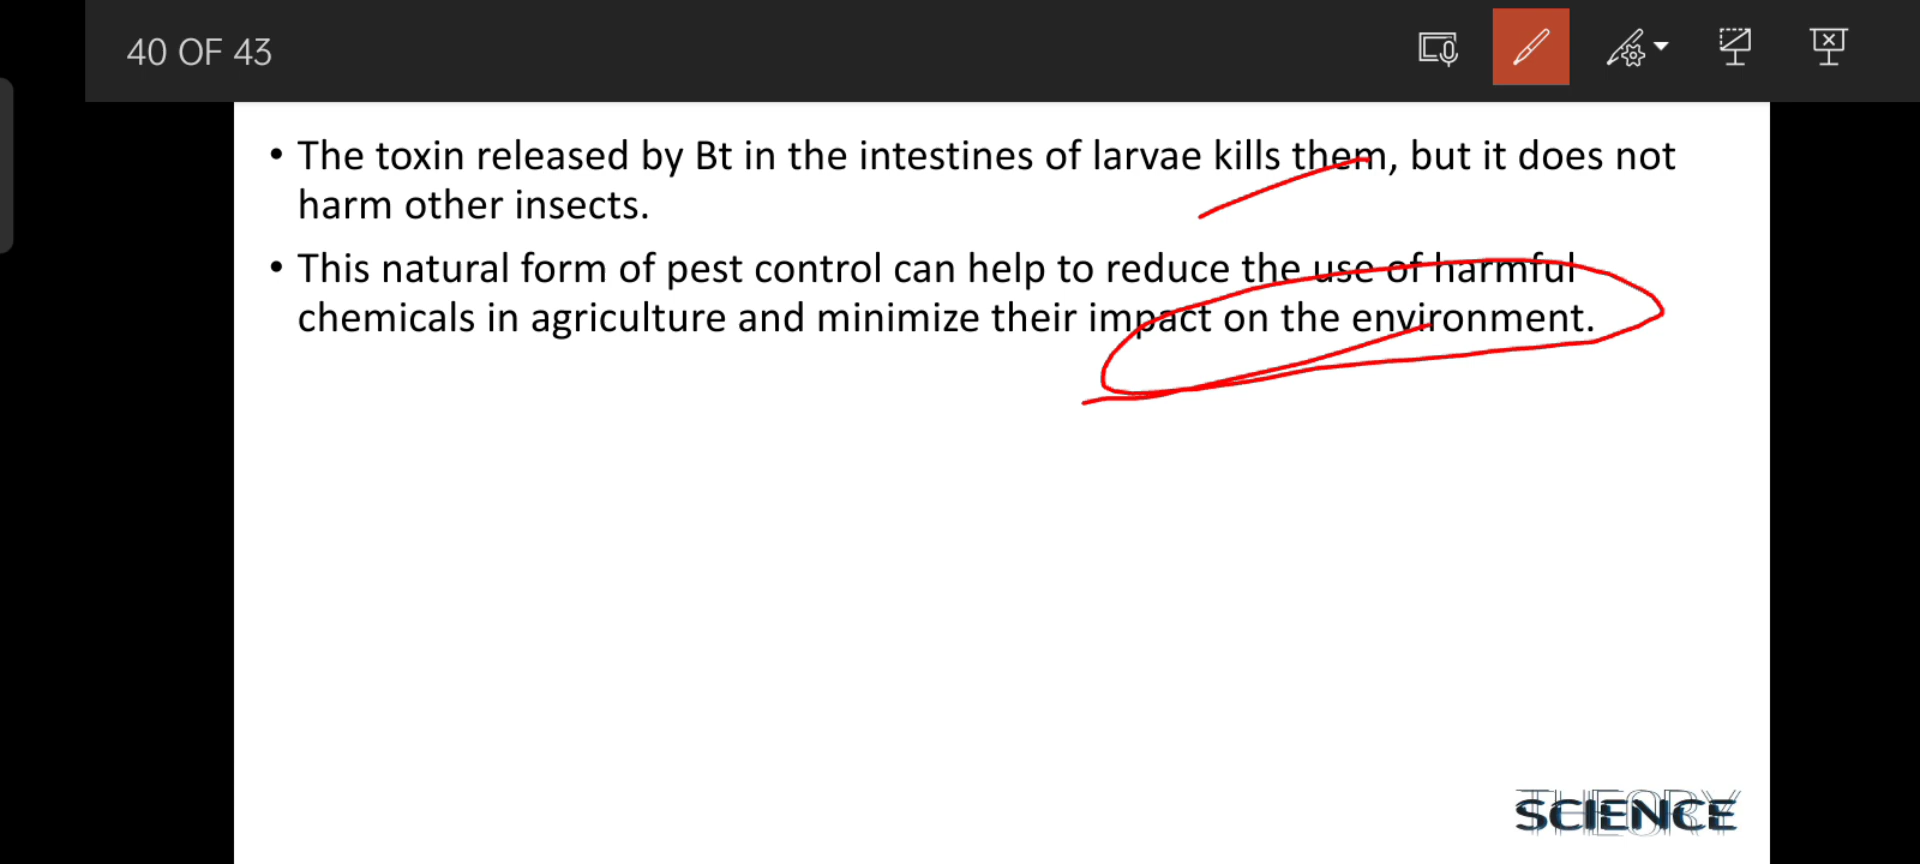 40 OF 43
• The toxin released by Bt in the intestines of larvae kills them, but it does not
harm other insects.
• This natural form of pest control can help to reduce the use of harmful
chemicals in agriculture and minimize their impact on the environment.
THEORY
SCIENCE